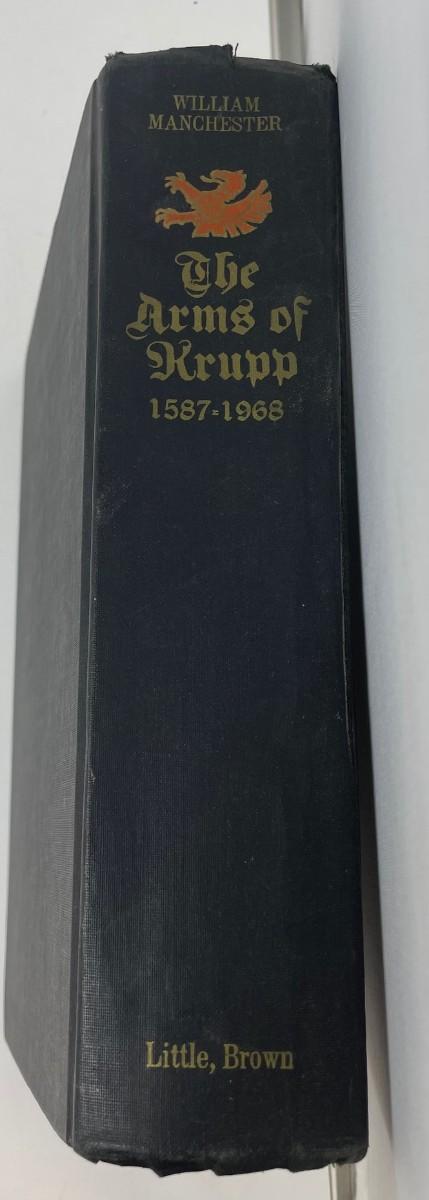 WILLIAM
MANCHESTER
The
Arms of
Krupp
1587-1968
Little, Brown